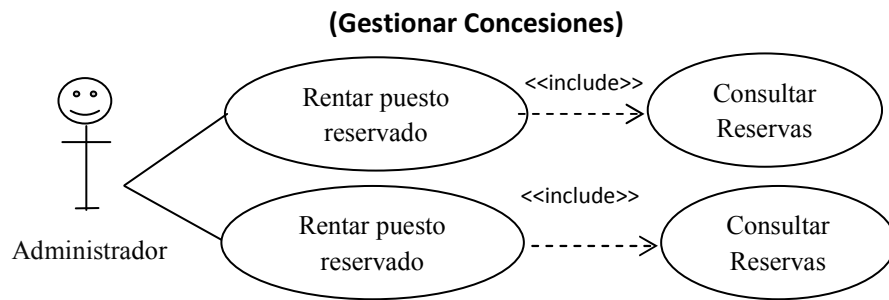 (Gestionar Concesiones)
Rentar puesto
reservado
<<include>>
Consultar
Reservas
Rentar puesto
reservado
<<include>>
Consultar
Reservas
Administrador